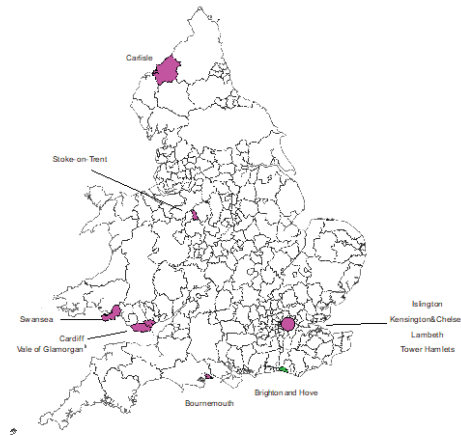 Carlisle
Stoke-on-Trent
Swansea
Cardiff
Vale of Glamorgan
Islington
Kensington&Chelse
Lambeth
Tower Hamlets
Brighton and Hove
Bournemouth